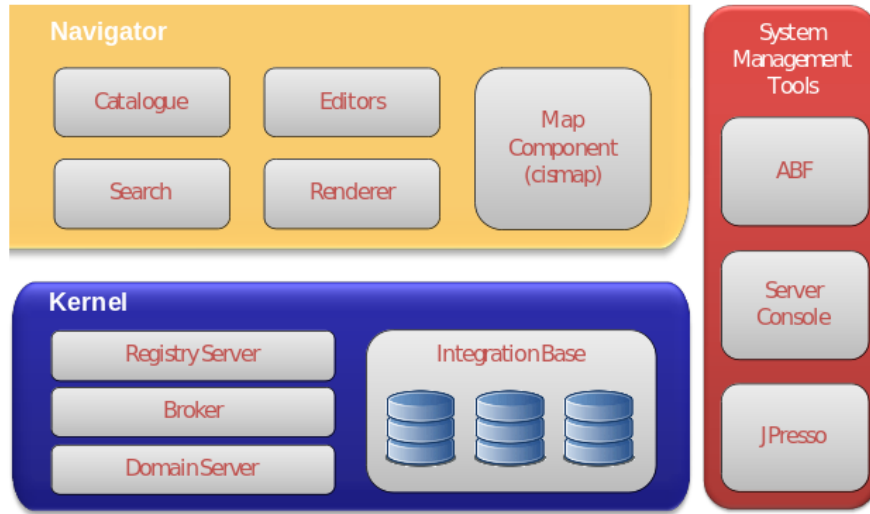 Navigator
Catalogue
Editors
Map
Component
(cismap)
Search
Renderer
Kernel
Registry Server
Broker
Domain Server
Integration Base
System
Management
Tools
ABF
Server
Console
JPresso